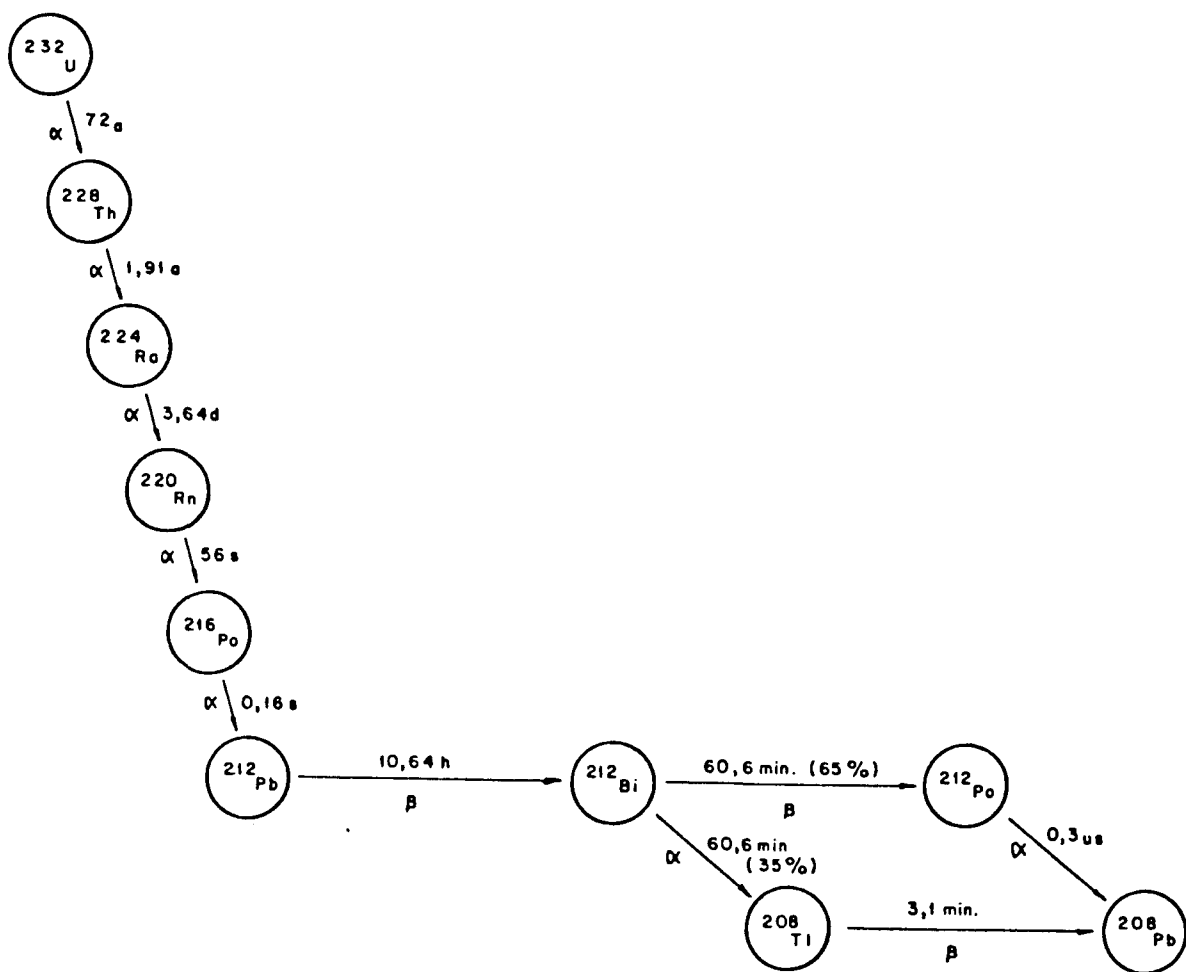 232 U
α 72 a
228 Th
α 1,91 a
224 Ra
α 3,64 d
220 Rn
α 56 s
216 Po
α 0,16 s
212 Pb
10,64 h
β
212 Bi
60,6 min. (65%)
β
212 Po
α 60,6 min
(35%)
α 0,3 us
208 Tl
3,1 min.
β
208 Pb